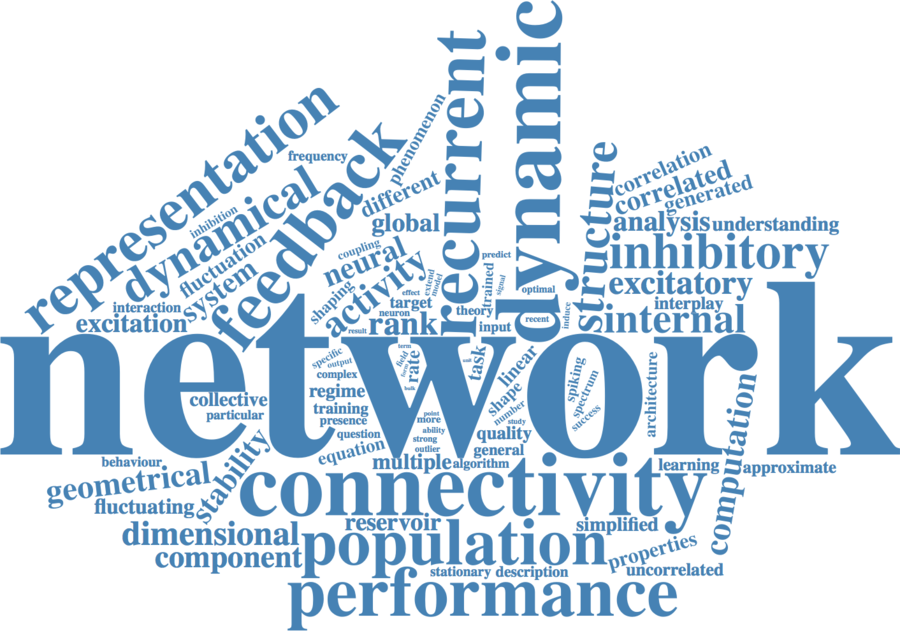 dynamic
recurrent
representation
phenomenon
feedback
frequency
structure
correlation
correlated
generated
different
dynamical
inhibition
global
analysis
understanding
fluctuation
coupling
neural
inhibitory
predict
system
activity
extend
model
trained
signal
excitatory
shaping
effect
target
optimal
interplay
interaction
neuron
theory
induce
excitation
result
rank
input
recent
internal
network
term
specific
output
field
form
rate
task
unit
linear
spiking
spectrum
success
architecture
complex
bulk
collective
particular
regime
shape
number
study
training
presence
point
more
ability
question
strong
quality
equation
outlier
general
computation
stability
behaviour
multiple
algorithm
learning
approximate
geometrical
connectivity
fluctuating
reservoir
simplified
dimensional
population
component
properties
stationary
description
uncorrelated
performance